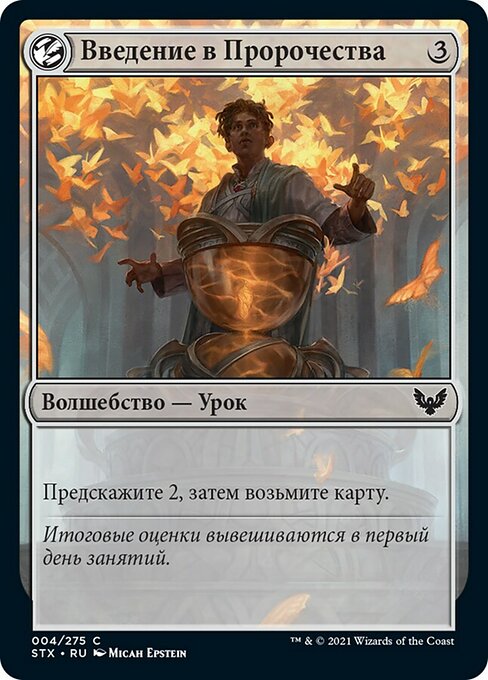 Введение в Пророчества 3
Волшебство — Урок
Предскажите 2, затем возьмите карту.
Итоговые оценки вывешиваются в первый
день занятий.
004/275 C
STX • RU Micah Epstein
™ & © 2021 Wizards of the Coast